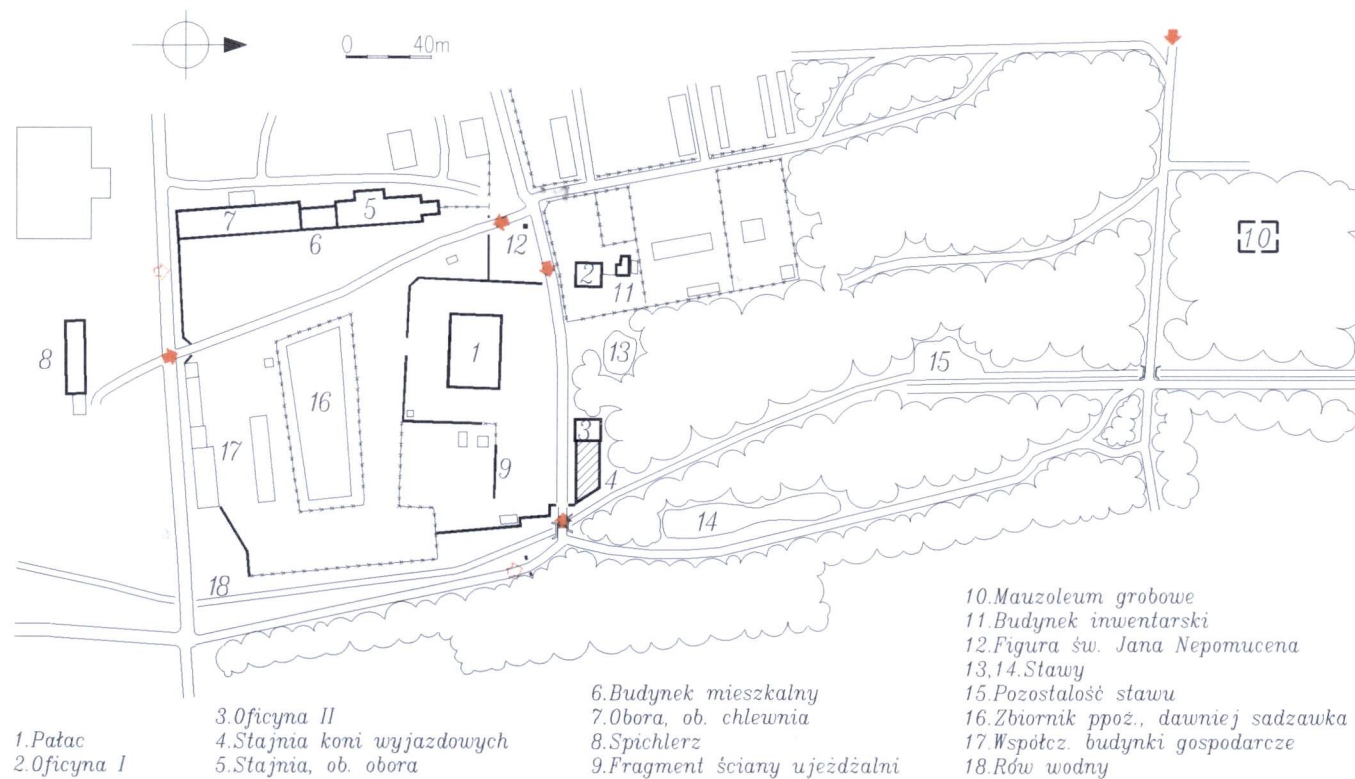 0 40m
7
5
6
12
2
11
10
8
1
13
15
16
3
17
9
4
14
18
1.Pałac
2.Oficyna I
3.Oficyna II
4.Stajnia koni wyjazdowych
5.Stajnia, ob. obora
6.Budynek mieszkalny
7.Obora, ob. chlewnia
8.Spichlerz
9.Fragment ściany ujeżdżalni
10.Mauzoleum grobowe
11.Budynek inwentarski
12.Figura św. Jana Nepomucena
13,14.Stawy
15.Pozostałość stawu
16.Zbiornik ppoż., dawniej sadzawka
17.Współcz. budynki gospodarcze
18.Rów wodny